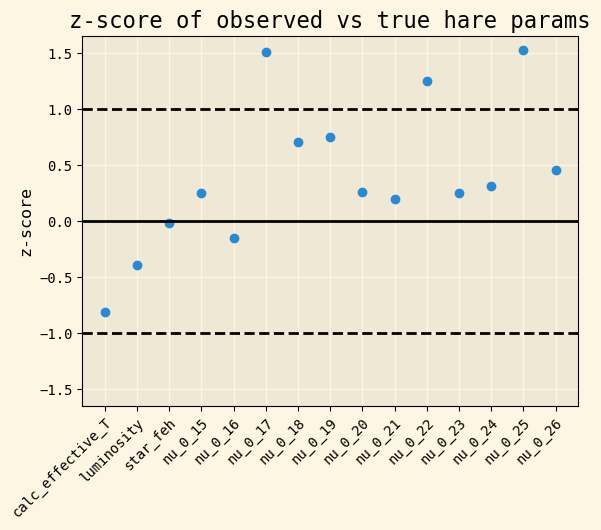 z-score of observed vs true hare params
z-score
1.5
1.0
0.5
0.0
−0.5
−1.0
−1.5
calc_effective_T
luminosity
star_feh
nu_0_15
nu_0_16
nu_0_17
nu_0_18
nu_0_19
nu_0_20
nu_0_21
nu_0_22
nu_0_23
nu_0_24
nu_0_25
nu_0_26